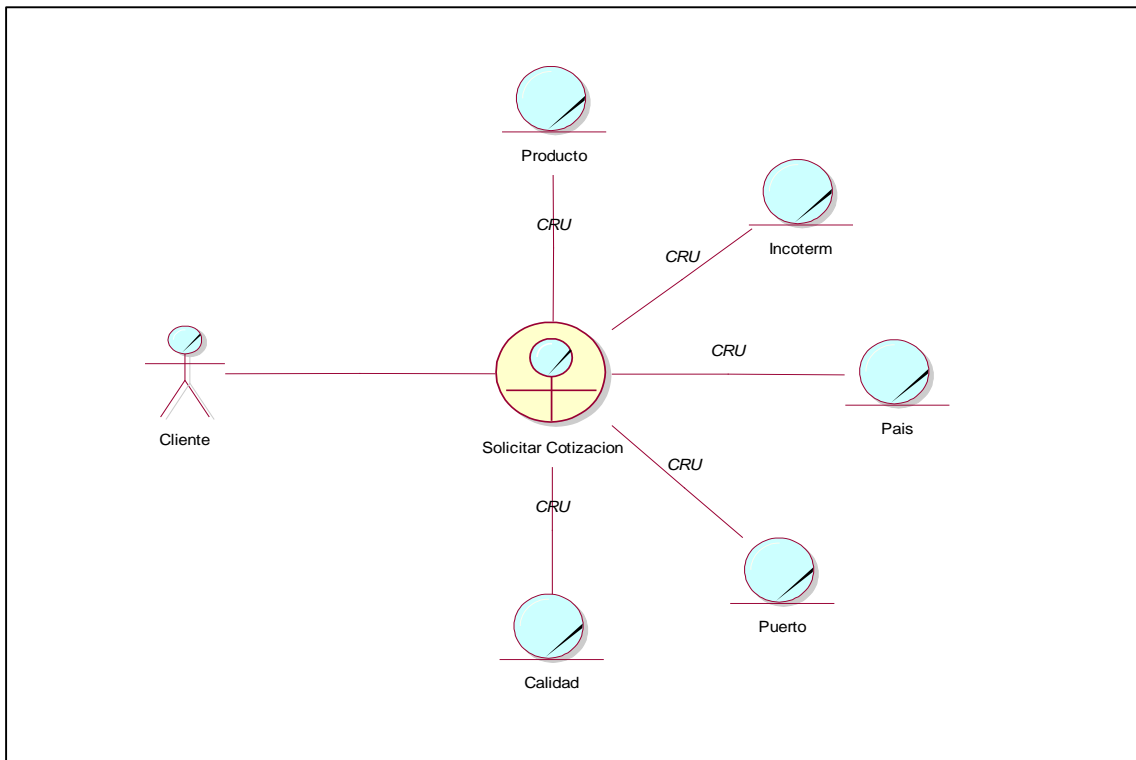 Producto
CRU
Incoterm
CRU
CRU
Pais
Cliente
Solicitar Cotizacion
CRU
CRU
Puerto
Calidad